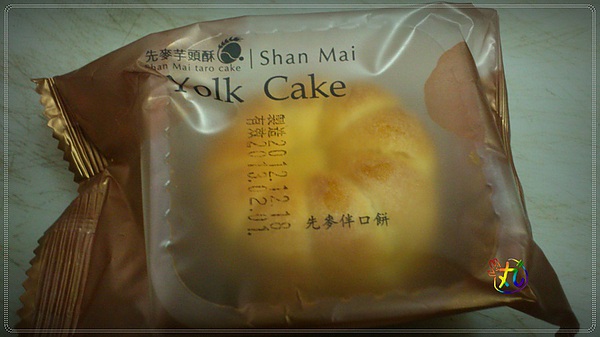 先麥芋頭酥
Shan Mai taro cake
Shan Mai
Yolk Cake
製造2012.12.18
有效2013.02.01.
先麥伴口餅